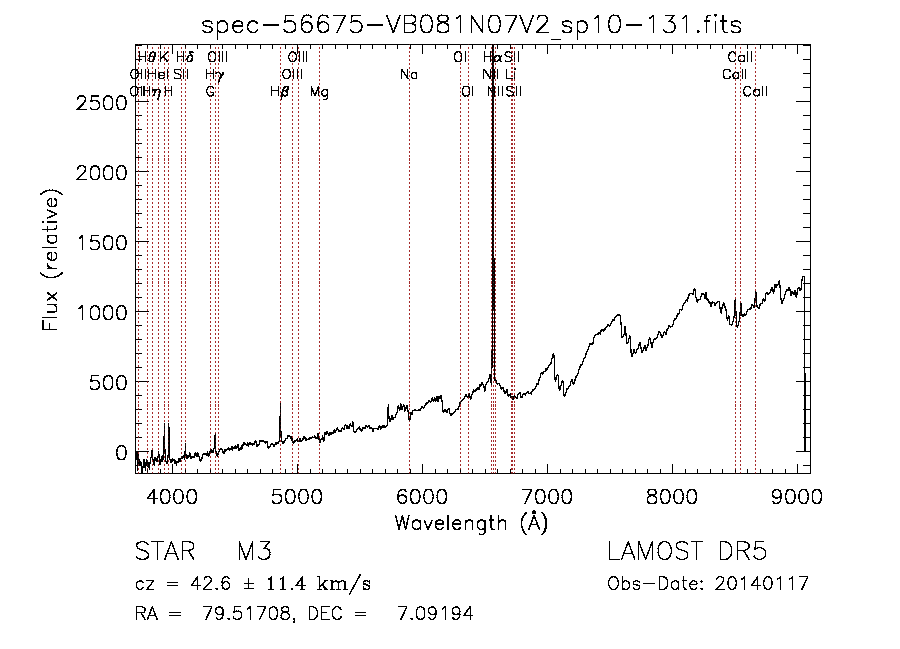 spec-56675-VB081N07V2_sp10-131.fits
Hθ K Hδ OIII OIII OI Hα SII CaII
OII HeI SII Hγ OIII Na NII Li CaII
OII Hη H G Hβ Mg OI NII SII CaII
2500
2000
1500
1000
500
0
Flux (relative)
4000 5000 6000 7000 8000 9000
Wavelength (Å)
STAR M3 LAMOST DR5
cz = 42.6 ± 11.4 km/s Obs-Date: 20140117
RA = 79.51708, DEC = 7.09194